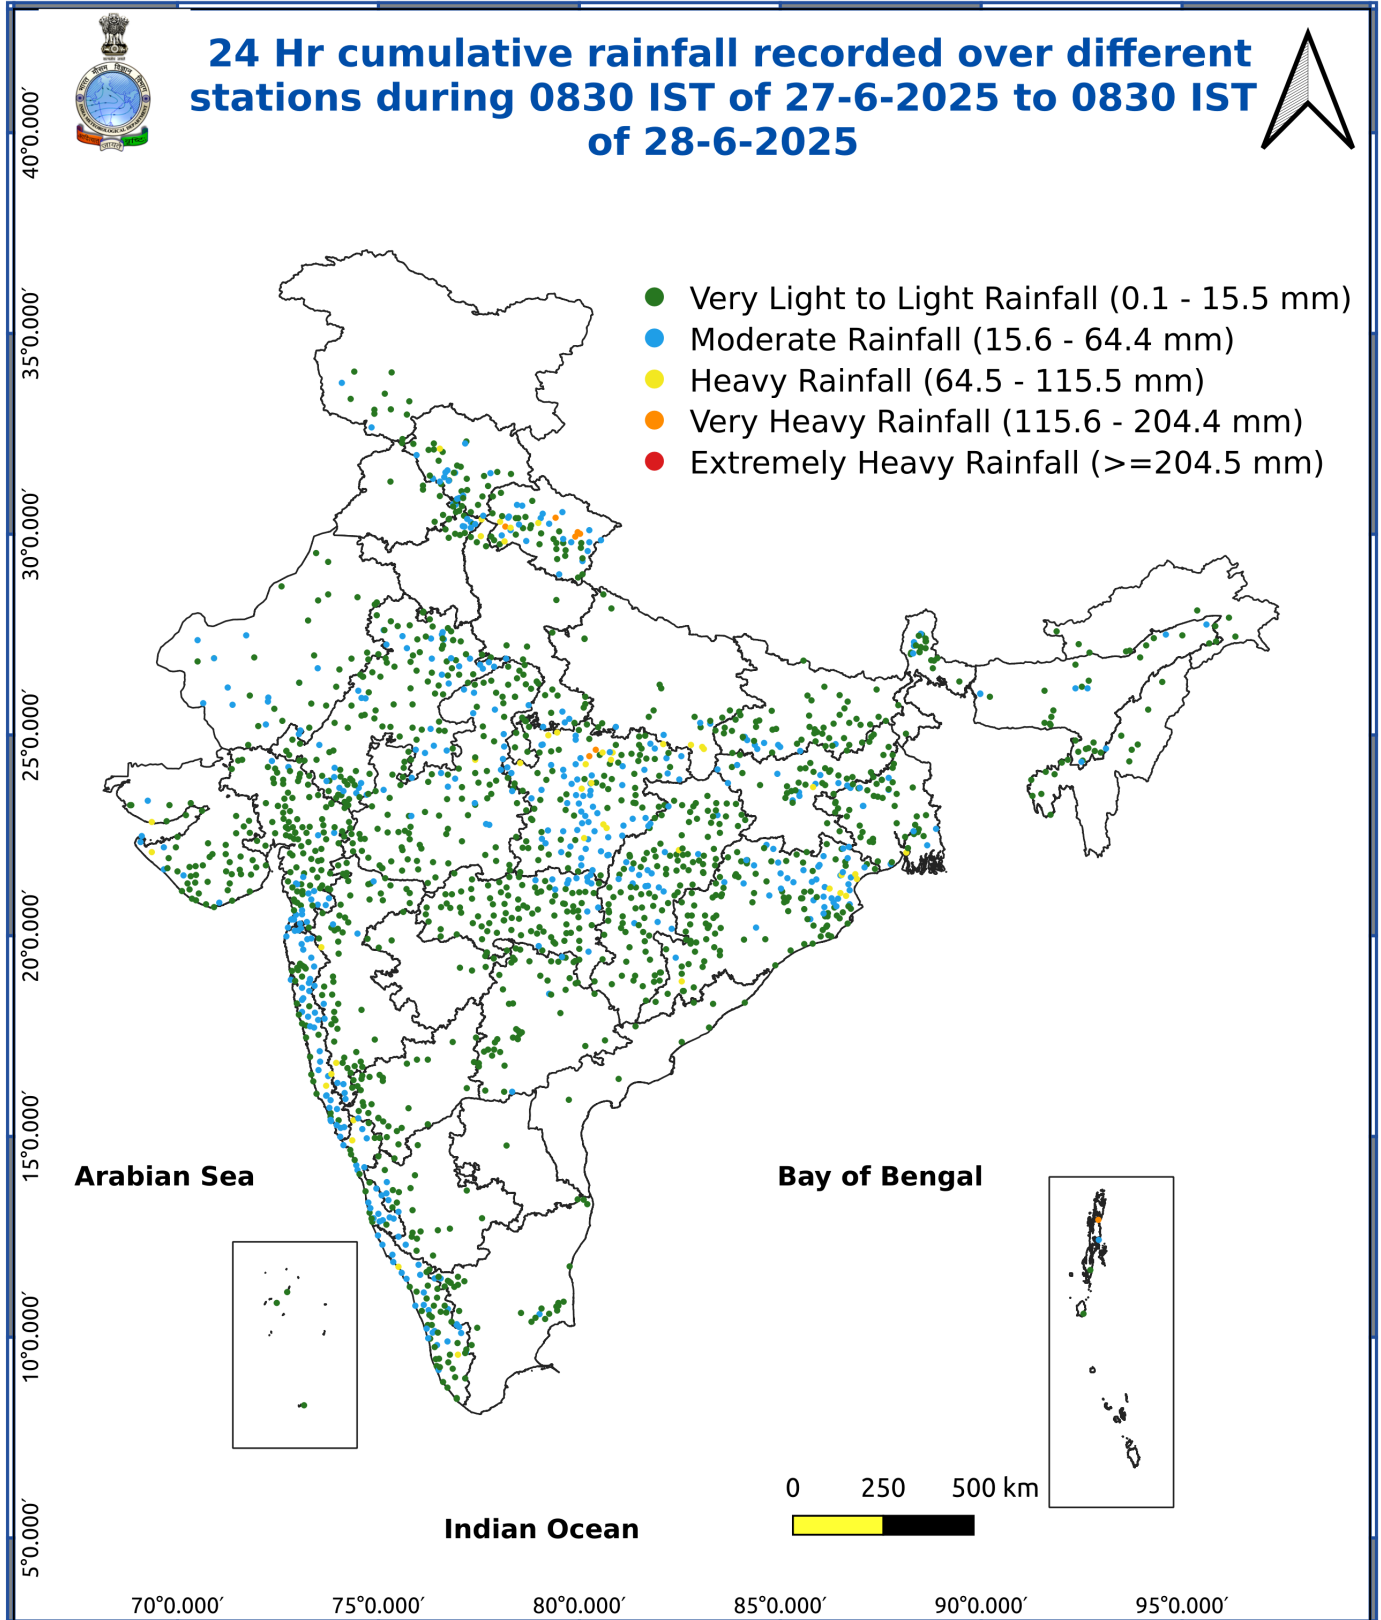 24 Hr cumulative rainfall recorded over different
stations during 0830 IST of 27-6-2025 to 0830 IST
of 28-6-2025
Very Light to Light Rainfall (0.1 - 15.5 mm)
Moderate Rainfall (15.6 - 64.4 mm)
Heavy Rainfall (64.5 - 115.5 mm)
Very Heavy Rainfall (115.6 - 204.4 mm)
Extremely Heavy Rainfall (>=204.5 mm)
40°0.000′
35°0.000′
30°0.000′
25°0.000′
20°0.000′
15°0.000′
10°0.000′
5°0.000′
Arabian Sea
Bay of Bengal
Indian Ocean
0 250 500 km
70°0.000′ 75°0.000′ 80°0.000′ 85°0.000′ 90°0.000′ 95°0.000′